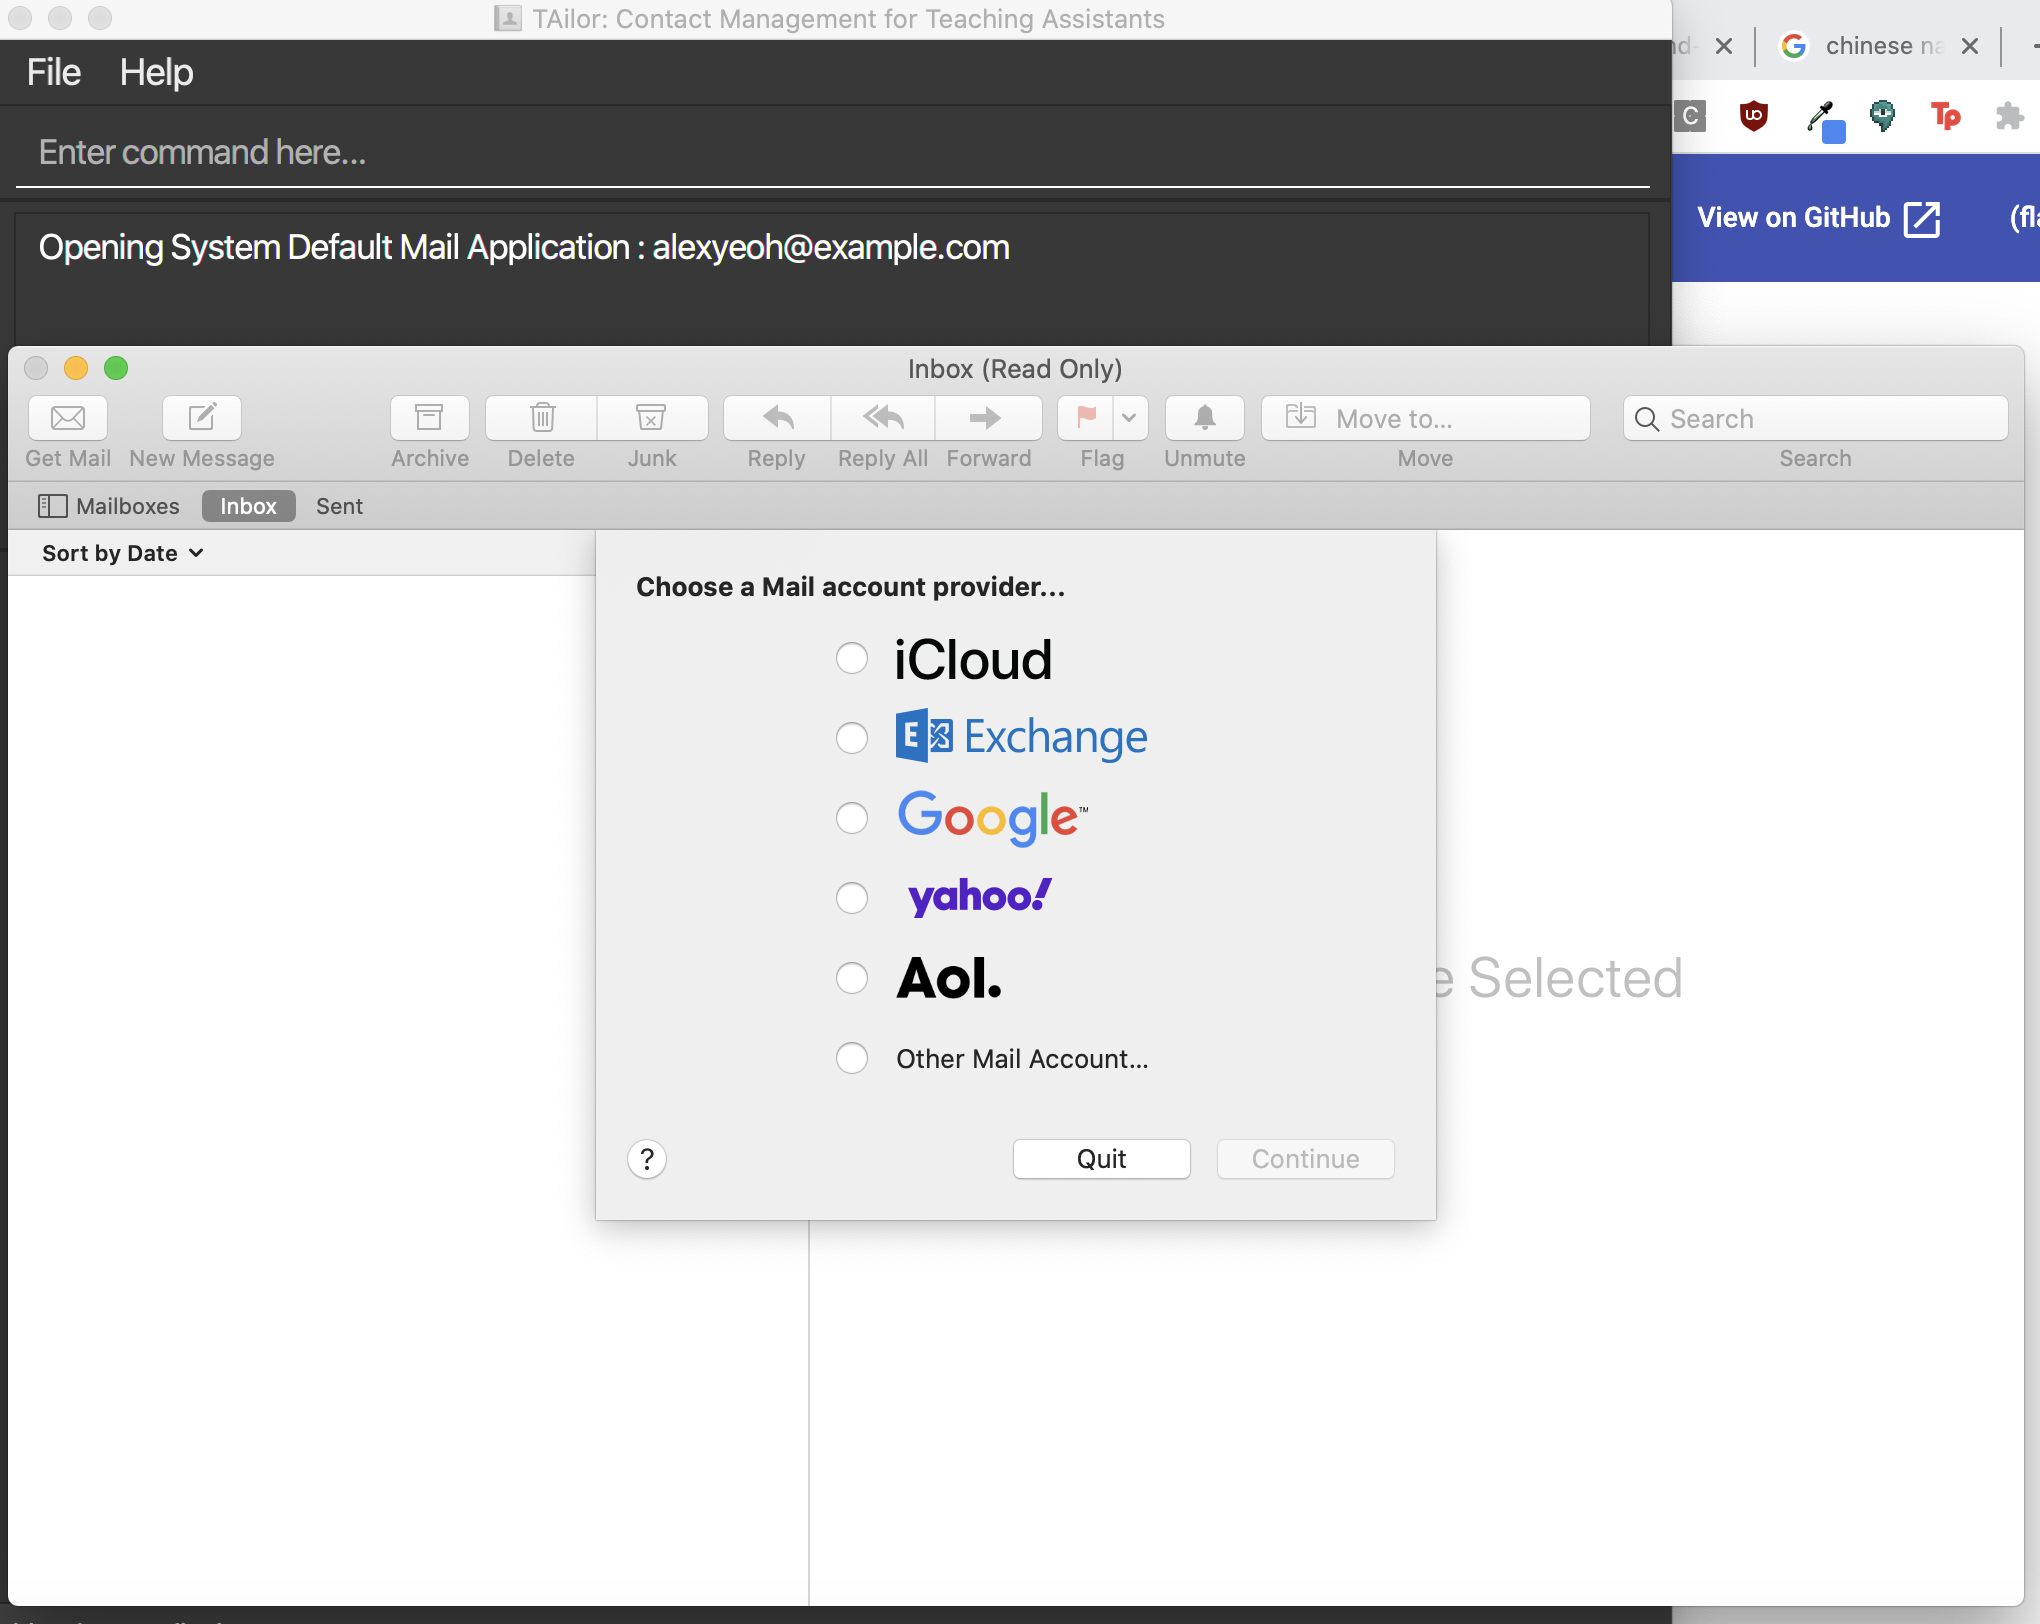 TAilor: Contact Management for Teaching Assistants
chinese na
File Help
Enter command here...
Opening System Default Mail Application : alexyeoh@example.com
View on GitHub
Inbox (Read Only)
Move to...
Search
Get Mail New Message Archive Delete Junk Reply Reply All Forward Flag Unmute Move Search
Mailboxes Inbox Sent
Sort by Date
Choose a Mail account provider...
iCloud
Exchange
Google™
yahoo!
e Selected
Aol.
Other Mail Account...
? Quit Continue